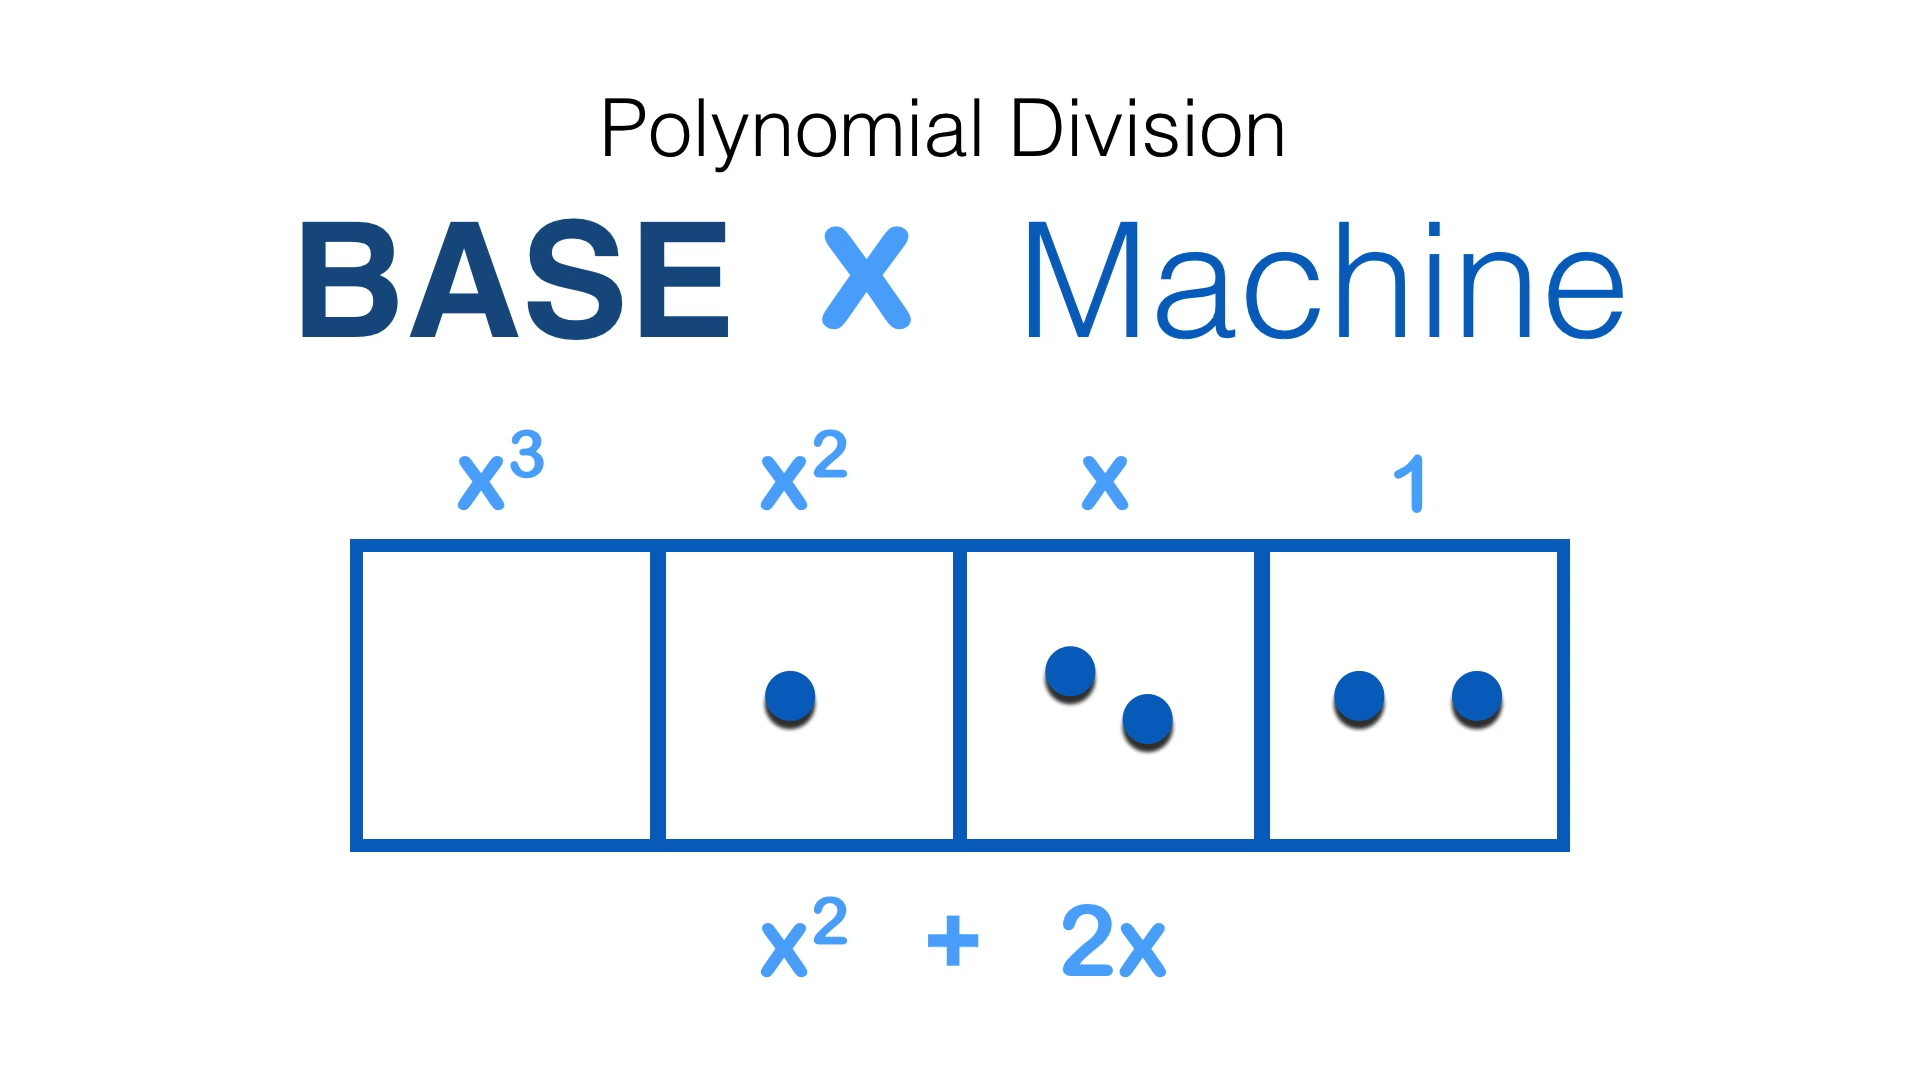 Polynomial Division
BASE x Machine
x³ x² x 1
x² + 2x